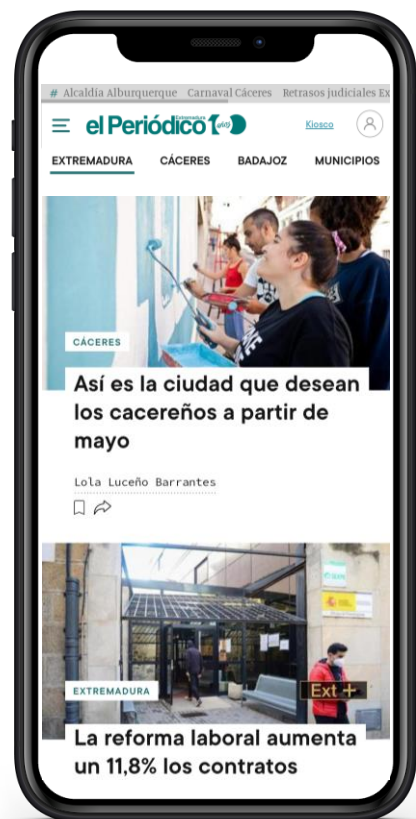 # Alcaldía Alburquerque Carnaval Cáceres Retrasos judiciales Ex
el Periódico
Extremadura
Kiosco
EXTREMADURA CÁCERES BADAJOZ MUNICIPIOS
CÁCERES
Así es la ciudad que desean
los cacereños a partir de
mayo
Lola Luceño Barrantes
Ext +
EXTREMADURA
La reforma laboral aumenta
un 11,8% los contratos